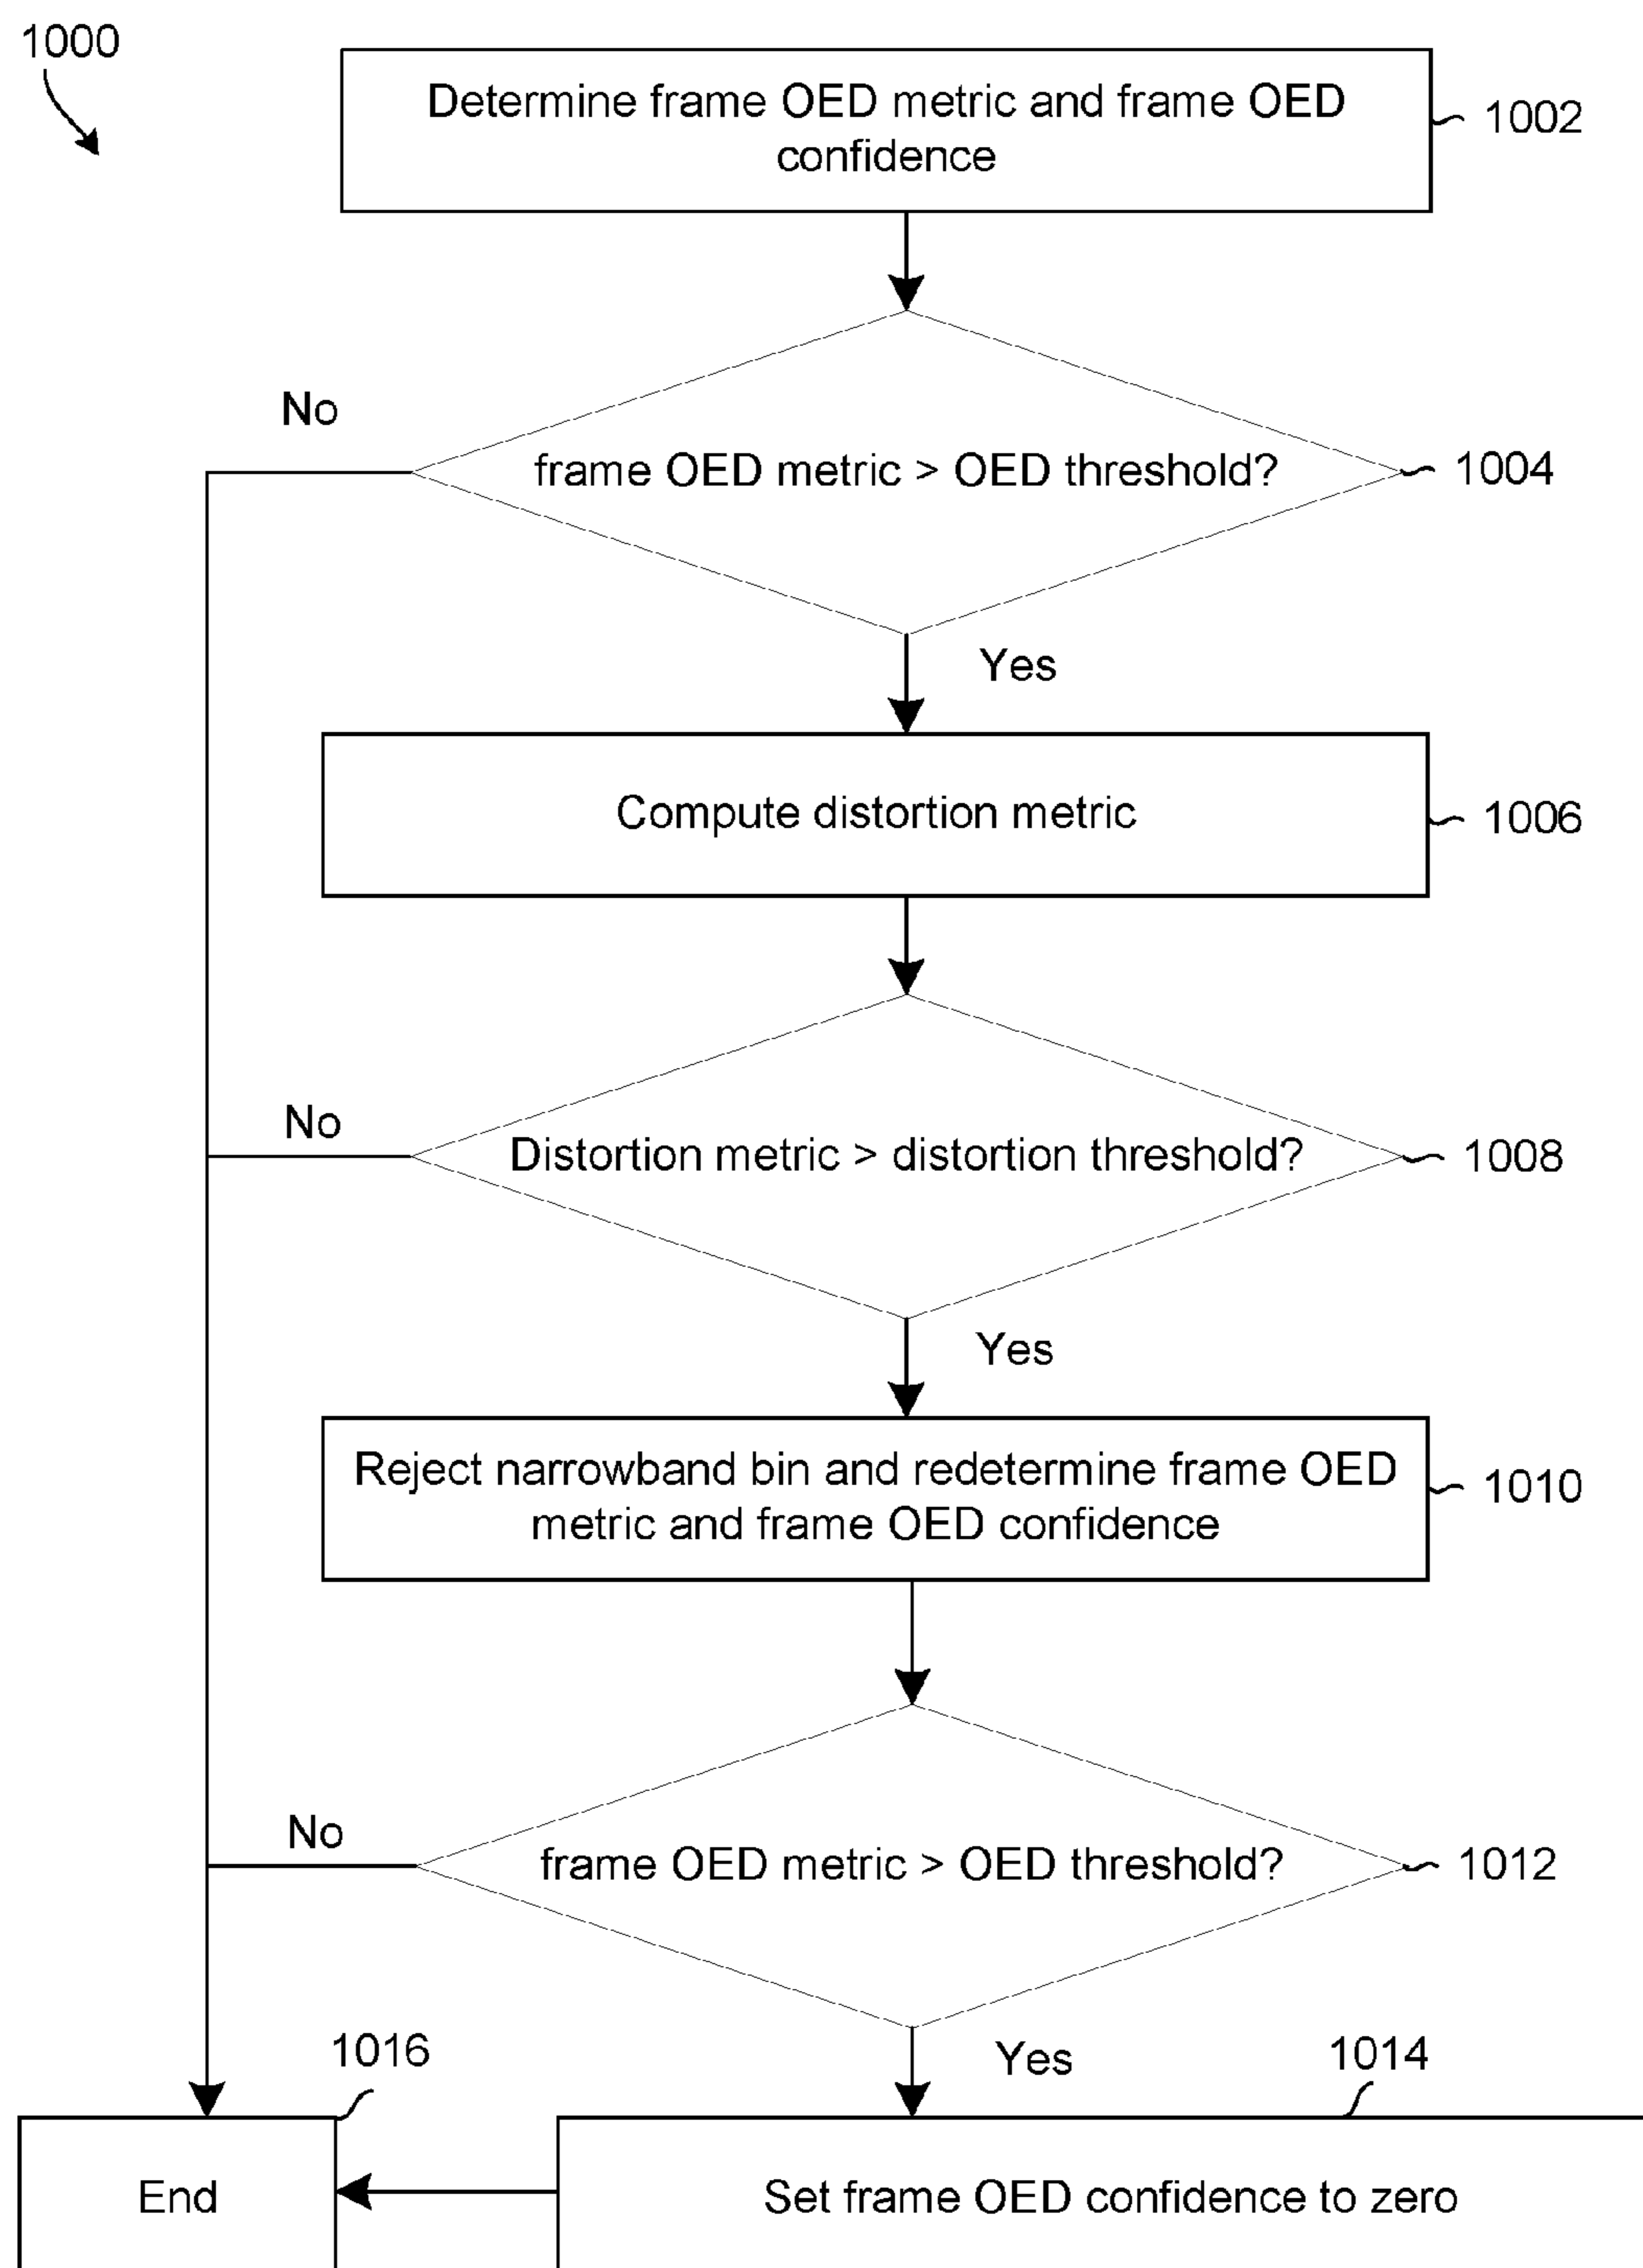 1000
Determine frame OED metric and frame OED
confidence
1002
No
frame OED metric > OED threshold?
1004
Yes
Compute distortion metric
1006
No
Distortion metric > distortion threshold?
1008
Yes
Reject narrowband bin and redetermine frame OED
metric and frame OED confidence
1010
No
frame OED metric > OED threshold?
1012
1016
Yes
1014
End
Set frame OED confidence to zero